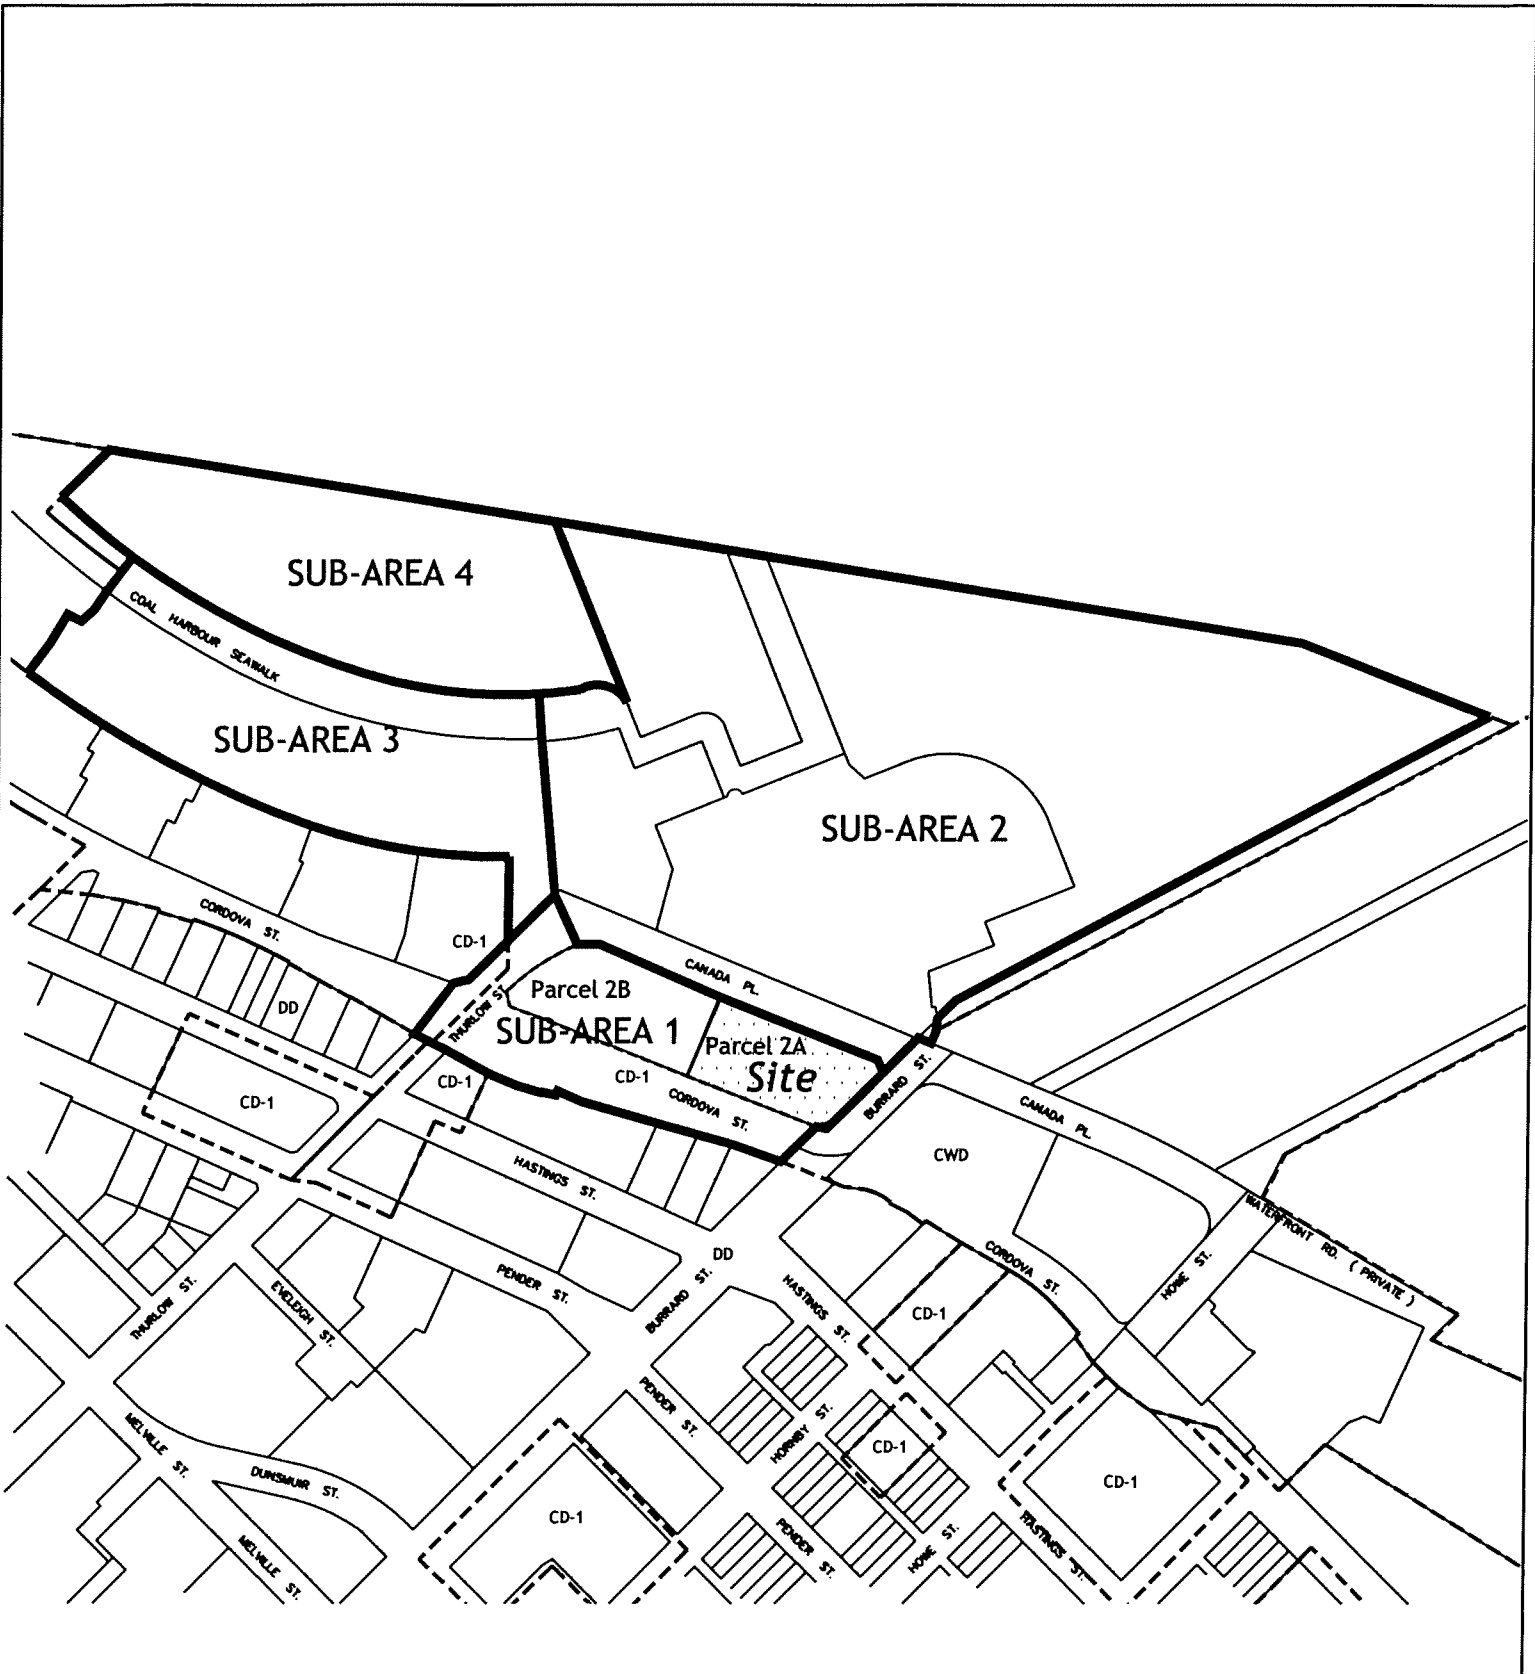 SUB-AREA 4
COAL HARBOUR SEAWALK
SUB-AREA 3
SUB-AREA 2
CORDOVA ST.
CD-1
CANADA PL.
Parcel 2B
THURLOW ST.
DD
SUB-AREA 1
Parcel 2A
Site
CD-1
CD-1
CD-1
BURRARD ST.
CORDOVA ST.
CANADA PL.
CWD
HASTINGS ST.
WATERFRONT RD. ( PRIVATE )
DD
CORDOVA ST.
HOWE ST.
PENDER ST.
BURRARD ST.
HASTINGS ST.
THURLOW ST.
EVELEIGH ST.
CD-1
PENDER ST.
HORNBY ST.
MELVILLE ST.
CD-1
DUNSMUIR ST.
CD-1
CD-1
PENDER ST.
HOWE ST.
HASTINGS ST.
MELVILLE ST.